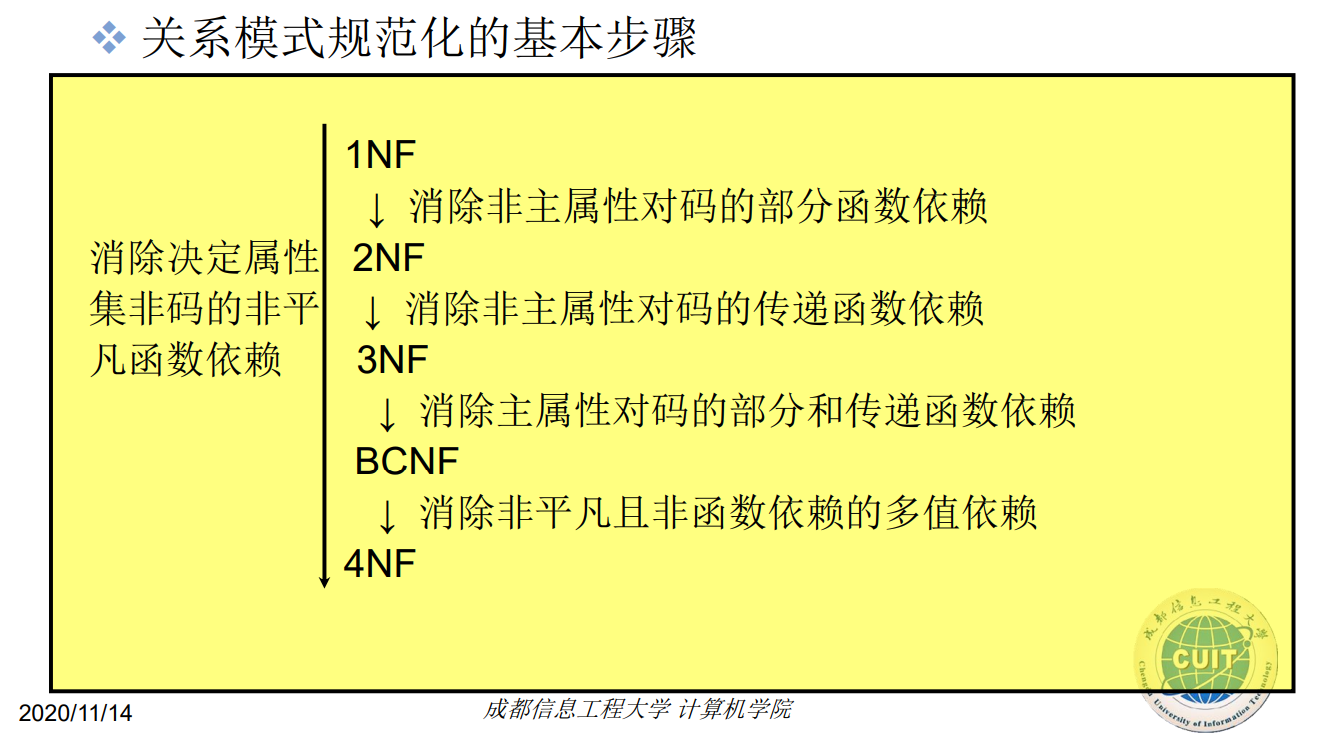 关系模式规范化的基本步骤
1NF
↓ 消除非主属性对码的部分函数依赖
消除决定属性
集非码的非平
凡函数依赖
2NF
↓ 消除非主属性对码的传递函数依赖
3NF
↓ 消除主属性对码的部分和传递函数依赖
BCNF
↓ 消除非平凡且非函数依赖的多值依赖
4NF
成都信息工程大学
CUIT
Chengdu University of Information Technology
2020/11/14
成都信息工程大学 计算机学院